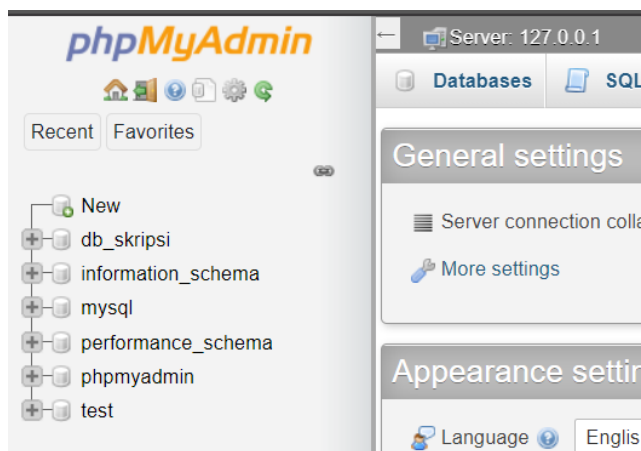 phpMyAdmin
Recent Favorites
New
db_skripsi
information_schema
mysql
performance_schema
phpmyadmin
test
Server: 127.0.0.1
Databases SQL
General settings
Server connection colla
More settings
Appearance settin
Language Englis